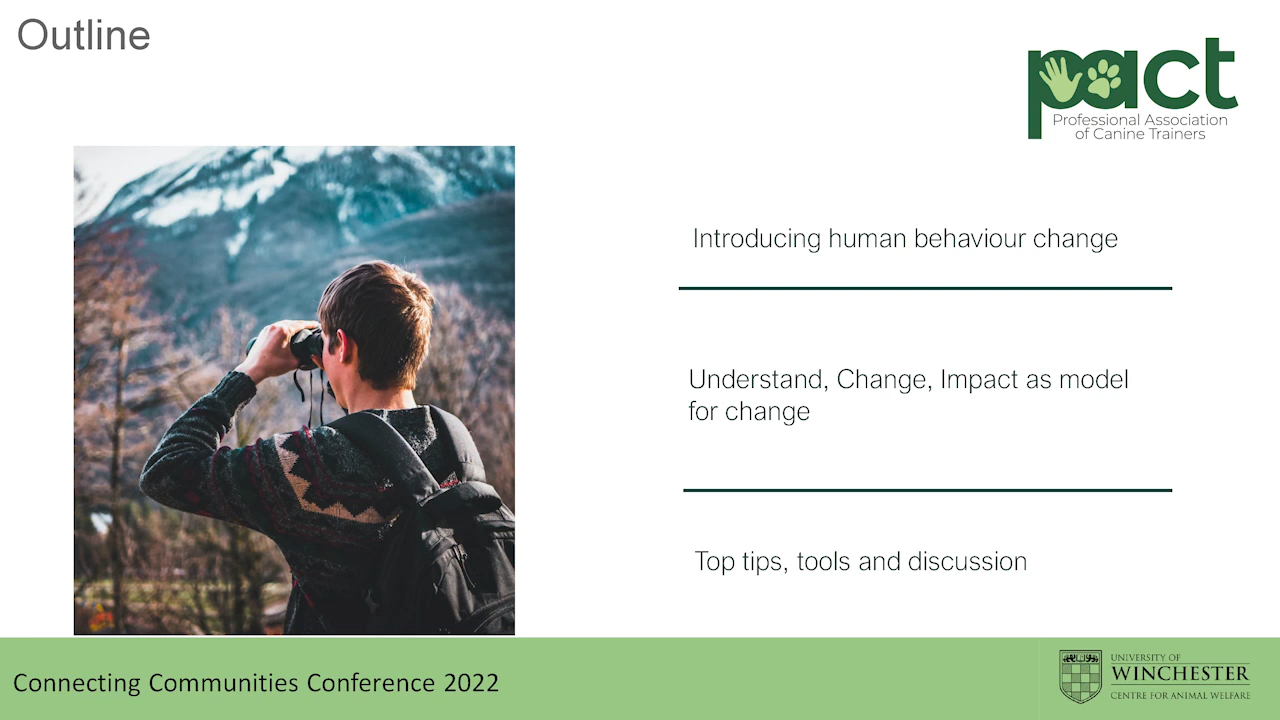 Outline
pact
Professional Association
of Canine Trainers
Introducing human behaviour change
Understand, Change, Impact as model
for change
Top tips, tools and discussion
Connecting Communities Conference 2022
UNIVERSITY OF
WINCHESTER
CENTRE FOR ANIMAL WELFARE